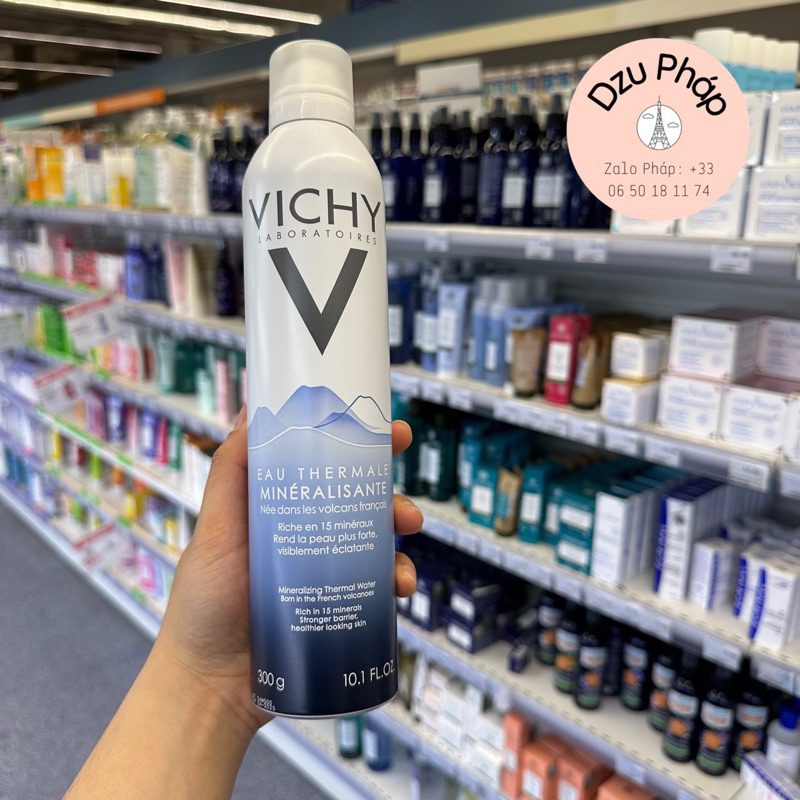 Dzu Pháp
Zalo Pháp: +33
06 50 18 11 74
VICHY
LABORATOIRES
V
EAU THERMALE
MINÉRALISANTE
Née dans les volcans français
Riche en 15 minéraux
Rend la peau plus forte,
visiblement éclatante
Mineralizing Thermal Water
Born in the French volcanoes
Rich in 15 minerals
Stronger barrier,
healthier looking skin
300 g 10.1 FL.OZ.